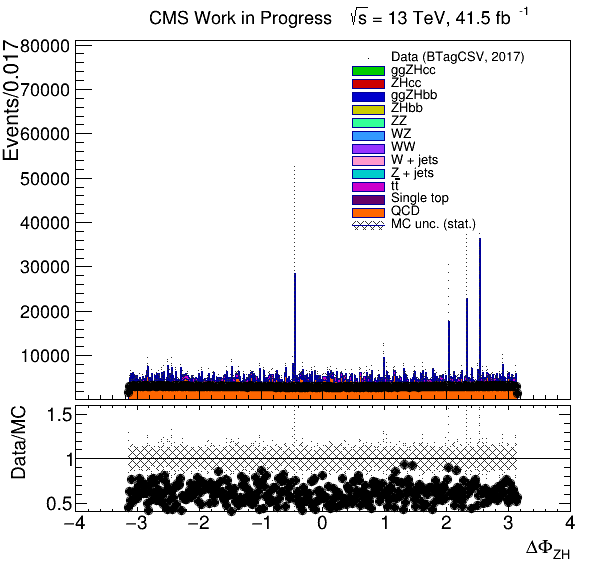 CMS Work in Progress √s = 13 TeV, 41.5 fb -1
Events/0.017
80000
70000
60000
50000
40000
30000
20000
10000
Data (BTagCSV, 2017)
ggZHcc
ZHcc
ggZHbb
ZHbb
ZZ
WZ
WW
W + jets
Z + jets
tt
Single top
QCD
MC unc. (stat.)
Data/MC
1.5
1
0.5
−4 −3 −2 −1 0 1 2 3 4
ΔΦZH